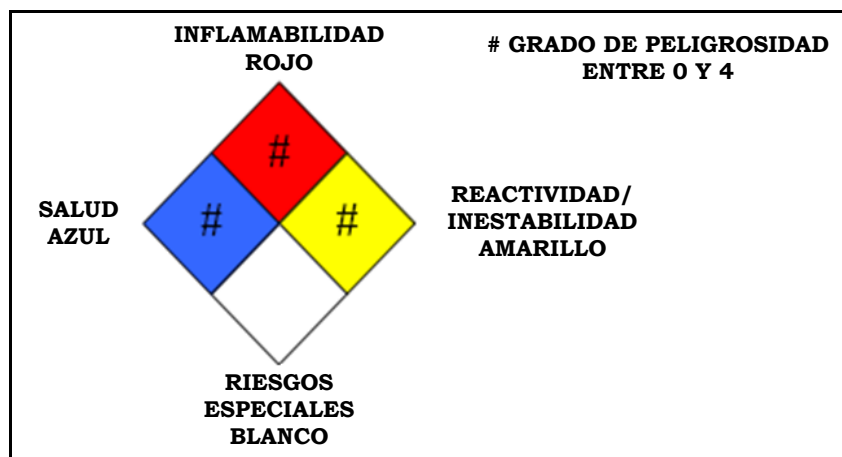 INFLAMABILIDAD
ROJO
# GRADO DE PELIGROSIDAD
ENTRE 0 Y 4
#
SALUD
AZUL
#
#
REACTIVIDAD/
INESTABILIDAD
AMARILLO
RIESGOS
ESPECIALES
BLANCO